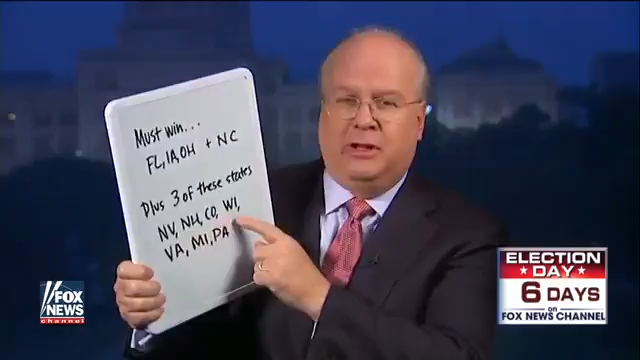 Must win...
FL, IA, OH + NC
Plus 3 of these states
NV, NH, CO, WI,
VA, MI, PA
FOX
NEWS
channel
ELECTION
DAY
6 DAYS
on
FOX NEWS CHANNEL